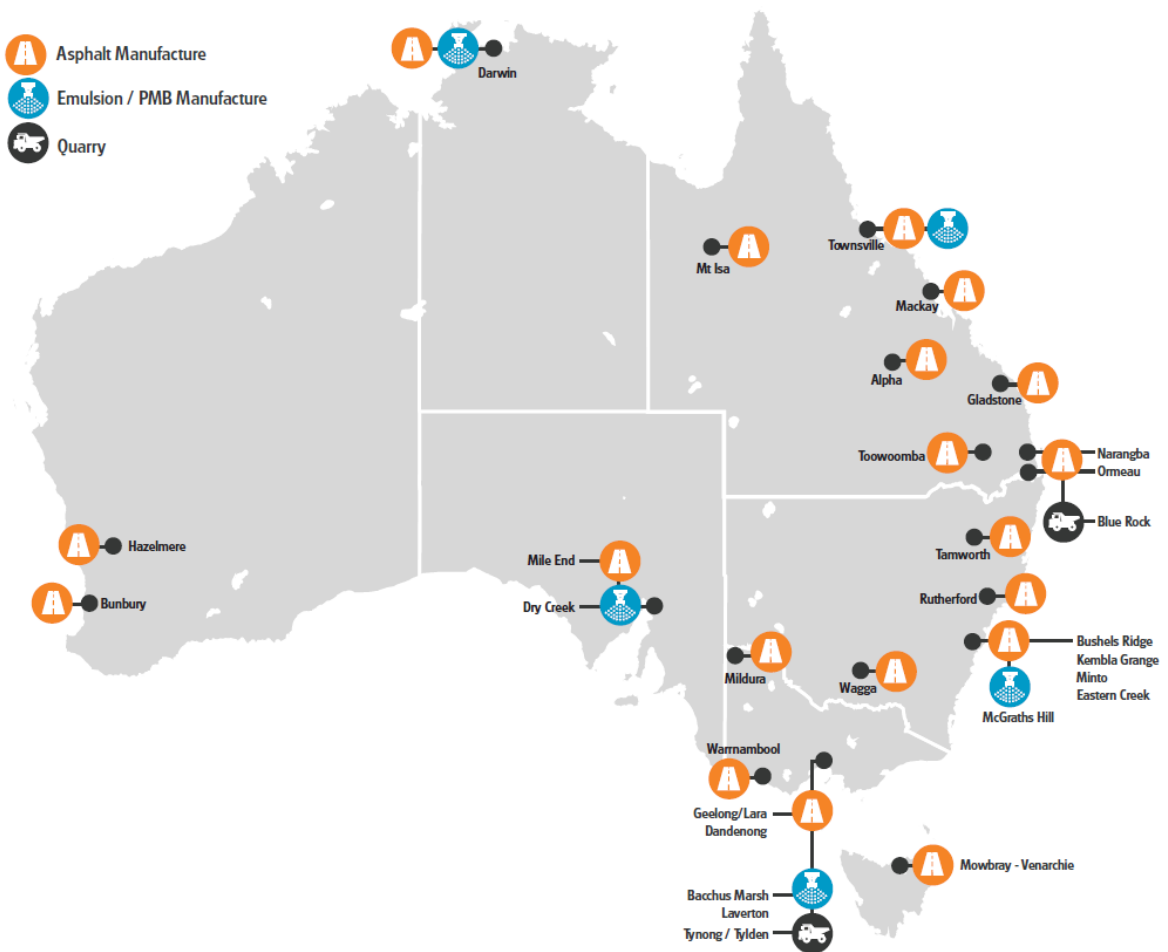 Asphalt Manufacture
Emulsion / PMB Manufacture
Quarry
Darwin
Townsville
Mt Isa
Mackay
Alpha
Gladstone
Toowoomba
Narangba
Ormeau
Blue Rock
Tamworth
Hazelmere
Mile End
Rutherford
Bunbury
Dry Creek
Bushels Ridge
Kembla Grange
Minto
Eastern Creek
Mildura
Wagga
McGraths Hill
Warrnambool
Geelong/Lara
Dandenong
Mowbray - Venarchie
Bacchus Marsh
Laverton
Tynong / Tylden